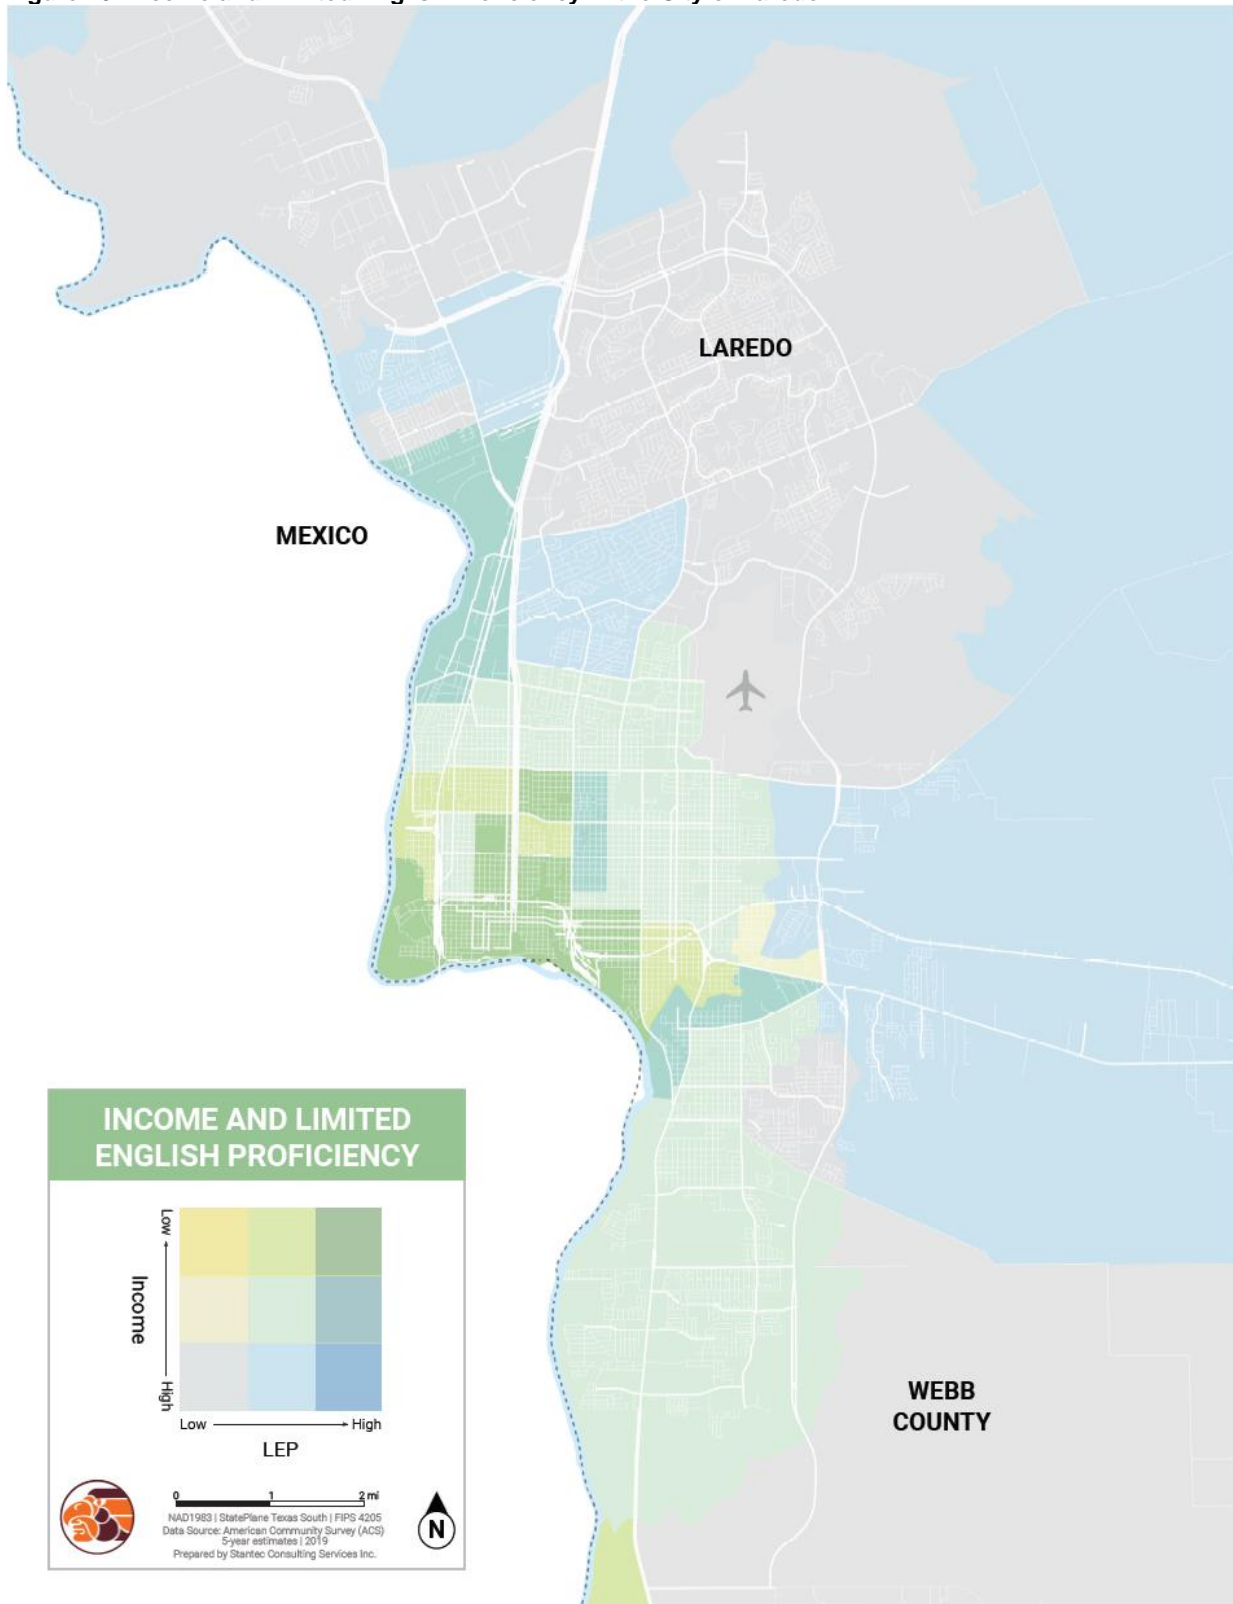 LAREDO
MEXICO
INCOME AND LIMITED
ENGLISH PROFICIENCY
Low
Income
High
Low
High
LEP
0 1 2 mi
NAD1983 | StatePlane Texas South | FIPS 4205
Data Source: American Community Survey (ACS)
5-year estimates | 2019
Prepared by Stantec Consulting Services Inc.
N
WEBB
COUNTY